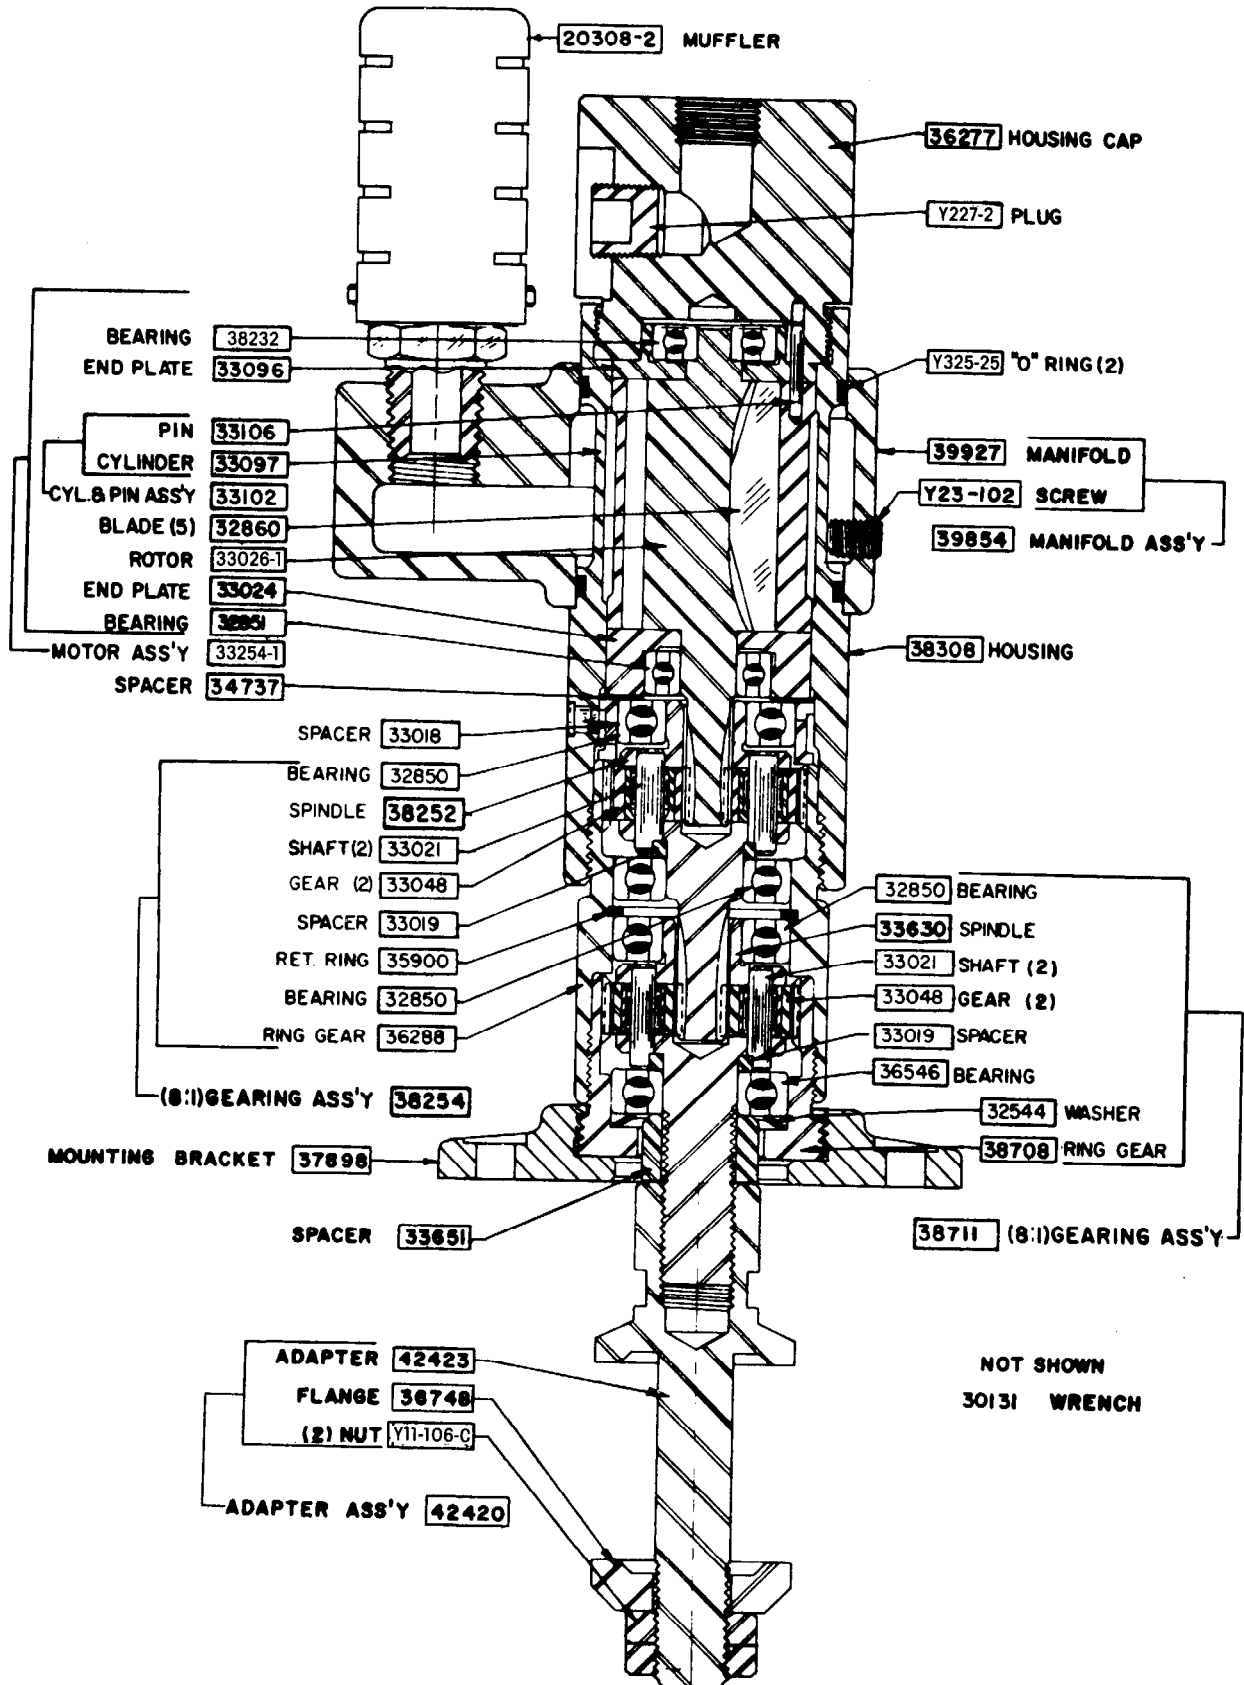 20308-2 MUFFLER
36277 HOUSING CAP
Y227-2 PLUG
BEARING 38232
END PLATE 33096
Y325-25 "O" RING (2)
PIN 33106
CYLINDER 33097
CYL. & PIN ASS'Y 33102
BLADE (5) 32860
ROTOR 33026-1
END PLATE 33024
BEARING 32851
MOTOR ASS'Y 33254-1
SPACER 34737
39927 MANIFOLD
Y23-102 SCREW
39854 MANIFOLD ASS'Y
38308 HOUSING
SPACER 33018
BEARING 32850
SPINDLE 38252
SHAFT (2) 33021
GEAR (2) 33048
SPACER 33019
RET. RING 35900
BEARING 32850
RING GEAR 36288
(8:1) GEARING ASS'Y 38254
32850 BEARING
33630 SPINDLE
33021 SHAFT (2)
33048 GEAR (2)
33019 SPACER
36546 BEARING
32544 WASHER
38708 RING GEAR
38711 (8:1) GEARING ASS'Y
MOUNTING BRACKET 37898
SPACER 33651
ADAPTER 42423
FLANGE 36748
(2) NUT Y11-106-C
ADAPTER ASS'Y 42420
NOT SHOWN
30131 WRENCH